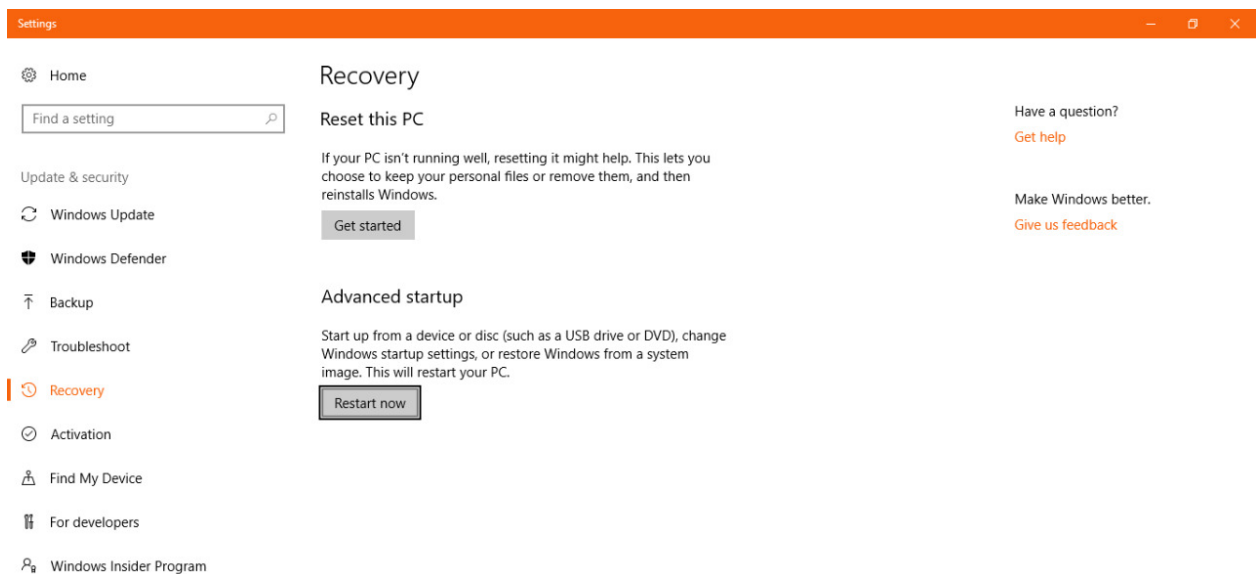 Settings
Home
Find a setting
Update & security
Windows Update
Windows Defender
Backup
Troubleshoot
Recovery
Activation
Find My Device
For developers
Windows Insider Program
Recovery
Reset this PC
If your PC isn't running well, resetting it might help. This lets you
choose to keep your personal files or remove them, and then
reinstalls Windows.
Get started
Advanced startup
Start up from a device or disc (such as a USB drive or DVD), change
Windows startup settings, or restore Windows from a system
image. This will restart your PC.
Restart now
Have a question?
Get help
Make Windows better.
Give us feedback